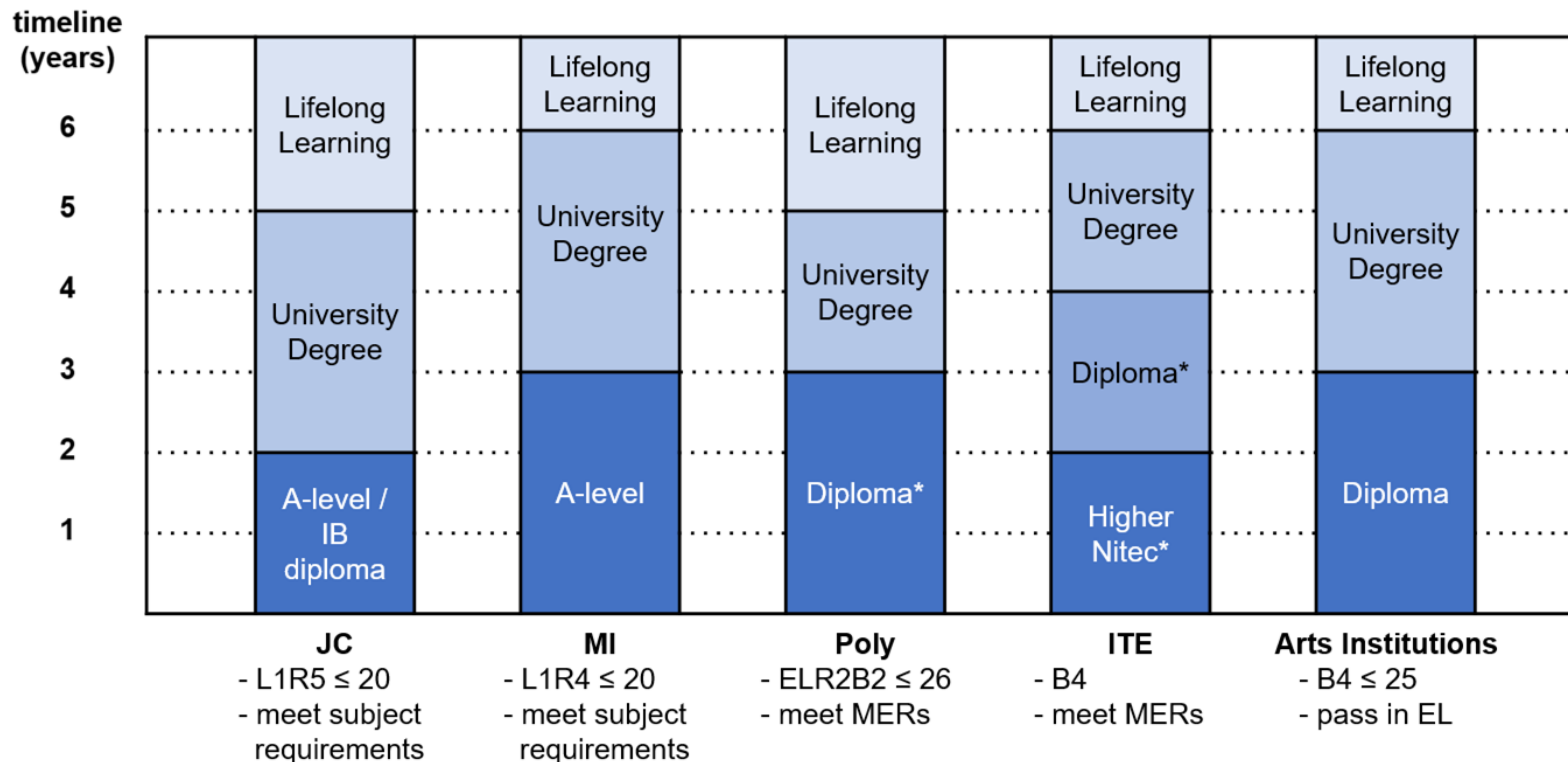 timeline
(years)
6
5
4
3
2
1
Lifelong
Learning
University
Degree
A-level /
IB
diploma
Lifelong
Learning
University
Degree
A-level
Lifelong
Learning
University
Degree
Diploma*
Lifelong
Learning
University
Degree
Diploma*
Higher
Nitec*
Lifelong
Learning
University
Degree
Diploma
JC
- L1R5 ≤ 20
- meet subject
requirements
MI
- L1R4 ≤ 20
- meet subject
requirements
Poly
- ELR2B2 ≤ 26
- meet MERs
ITE
- B4
- meet MERs
Arts Institutions
- B4 ≤ 25
- pass in EL